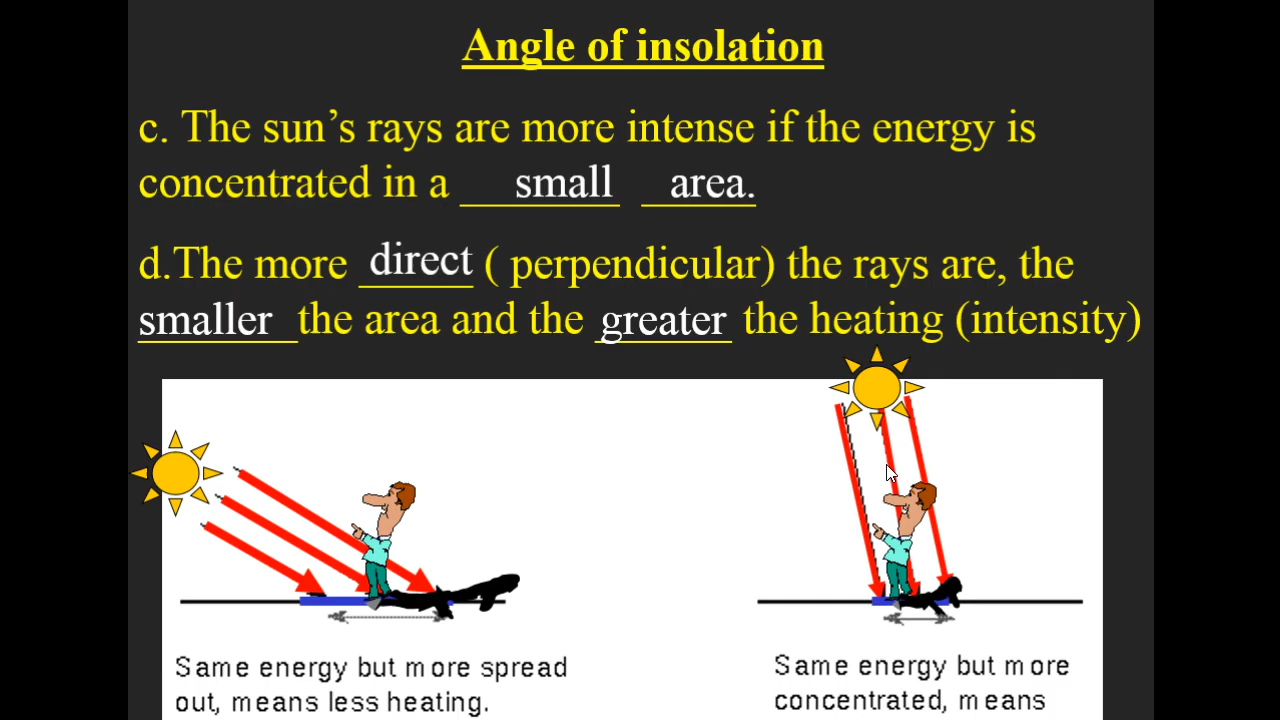 Angle of insolation
c. The sun’s rays are more intense if the energy is
concentrated in a small area.
d.The more direct ( perpendicular) the rays are, the
smaller the area and the greater the heating (intensity)
Same energy but more spread
out, means less heating.
Same energy but more
concentrated, means